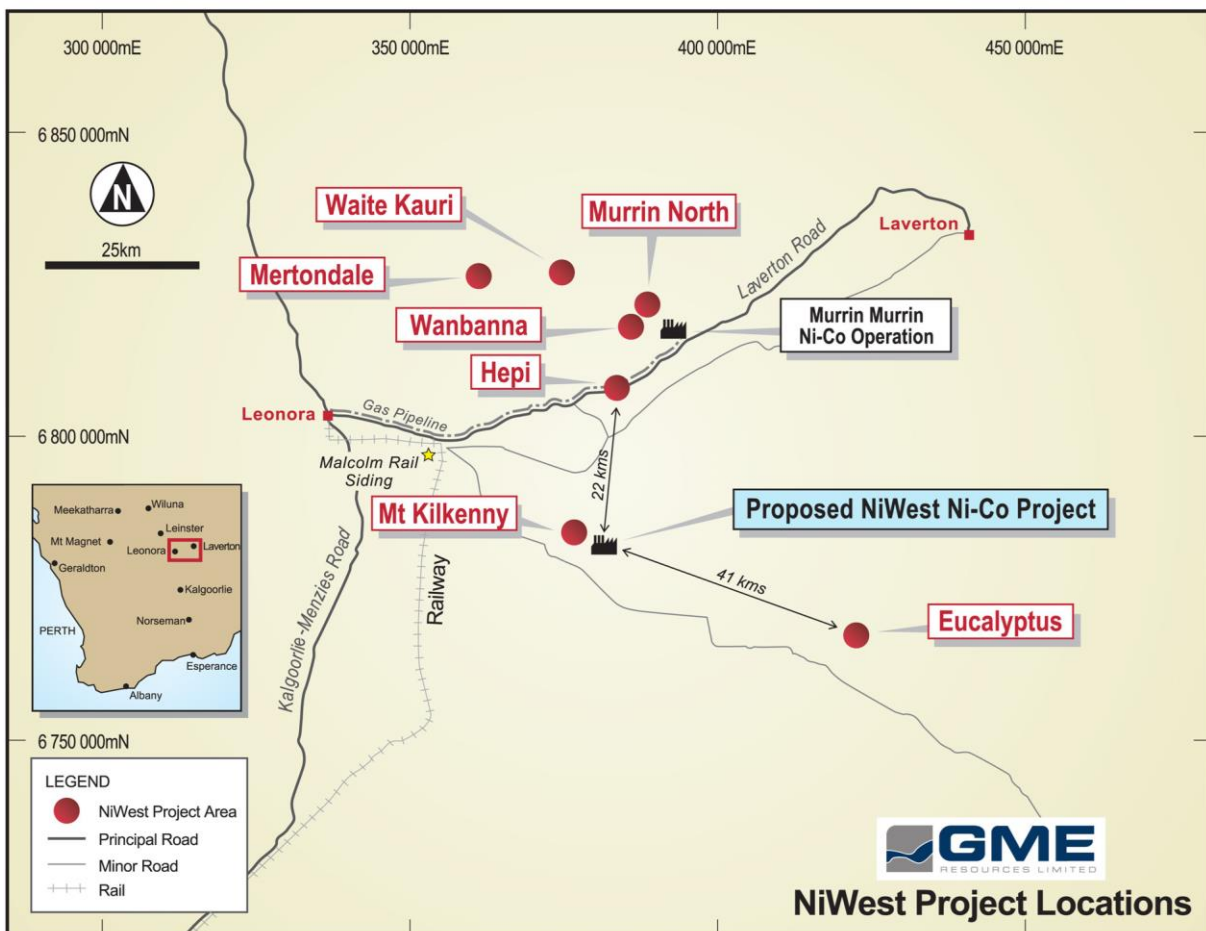 300 000mE
350 000mE
400 000mE
450 000mE
6 850 000mN
N
25km
Waite Kauri
Murrin North
Laverton
Laverton Road
Mertondale
Wanbanna
Murrin Murrin
Ni-Co Operation
Hepi
Leonora
Gas Pipeline
6 800 000mN
Malcolm Rail
Siding
22 kms
Mt Kilkenny
Proposed NiWest Ni-Co Project
41 kms
Eucalyptus
Railway
Kalgoorlie-Menzies Road
Wiluna
Meekatharra
Leinster
Mt Magnet
Leonora
Laverton
Geraldton
Kalgoorlie
Norseman
PERTH
Esperance
Albany
6 750 000mN
LEGEND
NiWest Project Area
Principal Road
Minor Road
Rail
GME
RESOURCES LIMITED
NiWest Project Locations